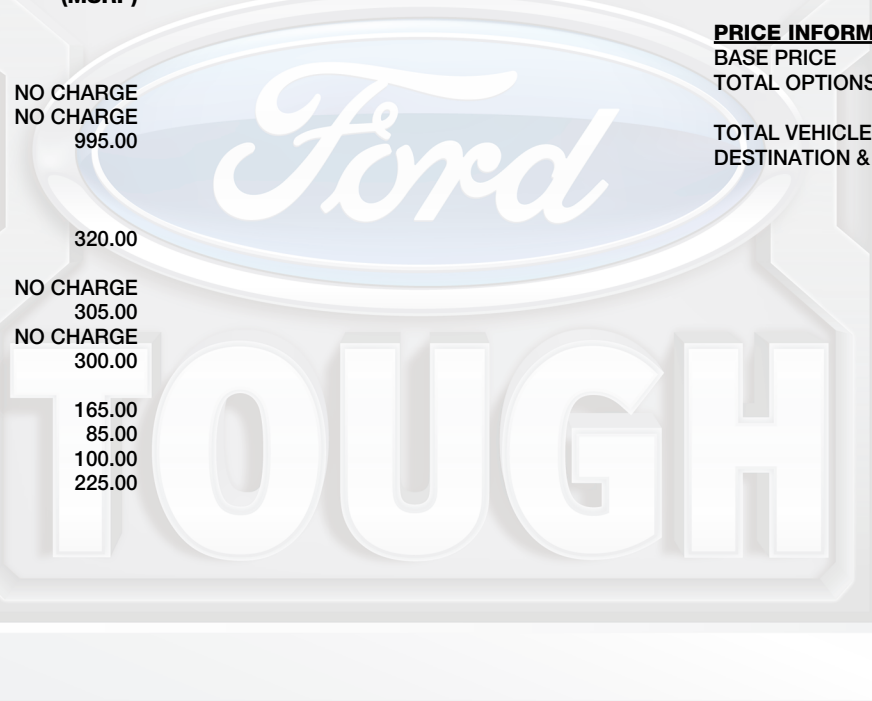 (MSRP)
NO CHARGE
NO CHARGE
995.00
320.00
NO CHARGE
305.00
NO CHARGE
300.00
165.00
85.00
100.00
225.00
PRICE INFORM
BASE PRICE
TOTAL OPTIONS
TOTAL VEHICLE
DESTINATION &
Ford
TOUGH